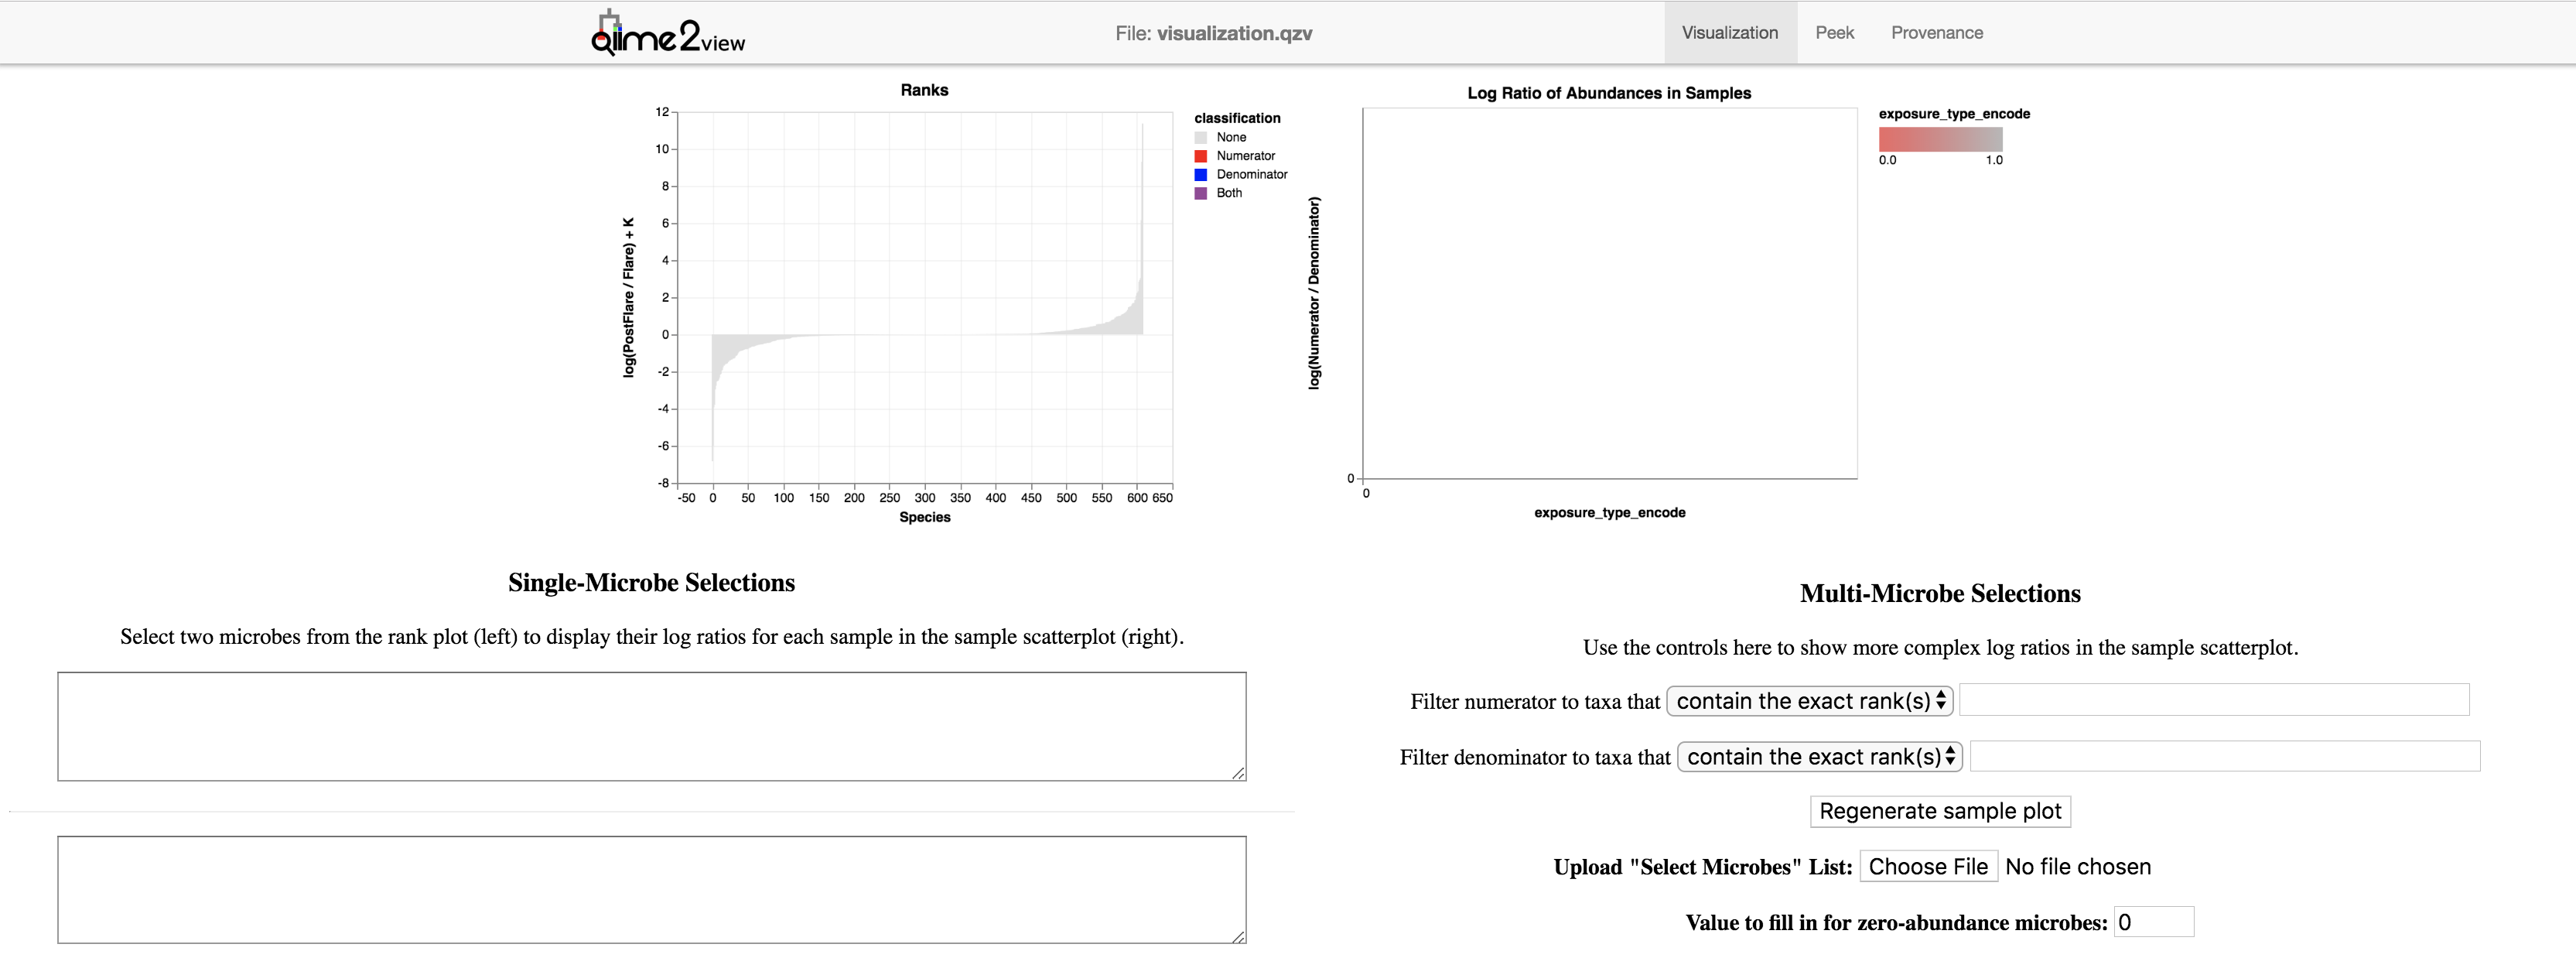 qiime2view
File: visualization.qzv
Visualization
Peek
Provenance
Ranks
12
10
8
6
4
2
0
-2
-4
-6
-8
log(PostFlare / Flare) + K
-50 0 50 100 150 200 250 300 350 400 450 500 550 600 650
Species
classification
None
Numerator
Denominator
Both
Log Ratio of Abundances in Samples
log(Numerator / Denominator)
0
0
exposure_type_encode
exposure_type_encode
0.0 1.0
Single-Microbe Selections
Select two microbes from the rank plot (left) to display their log ratios for each sample in the sample scatterplot (right).
Multi-Microbe Selections
Use the controls here to show more complex log ratios in the sample scatterplot.
Filter numerator to taxa that contain the exact rank(s)
Filter denominator to taxa that contain the exact rank(s)
Regenerate sample plot
Upload "Select Microbes" List: Choose File No file chosen
Value to fill in for zero-abundance microbes: 0